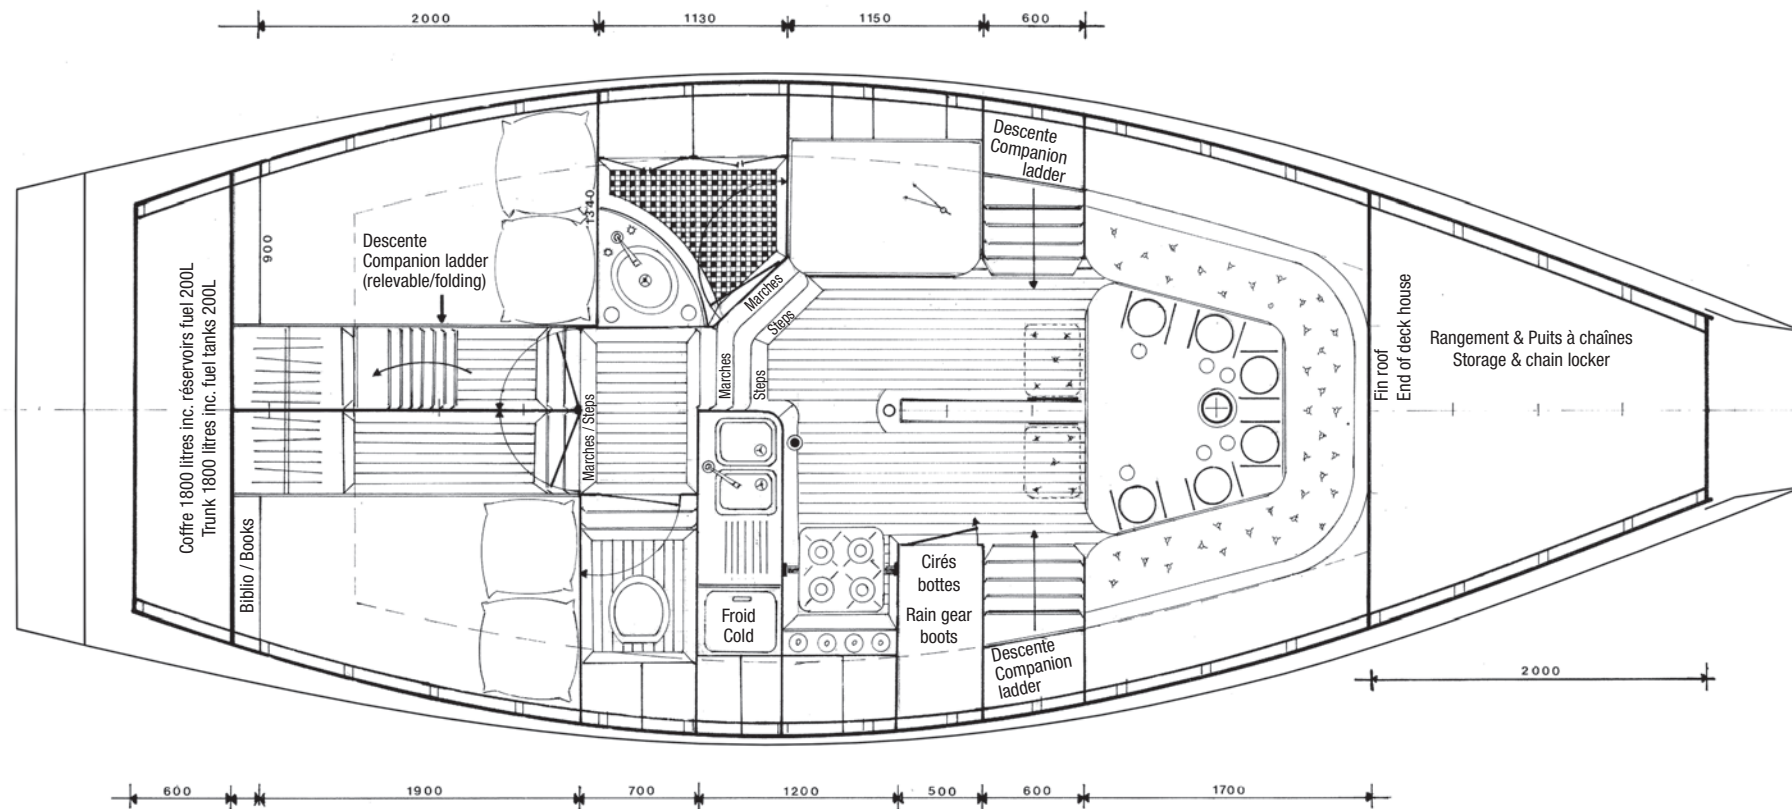 2000
1130
1150
600
Descente
Companion
ladder
1340
900
Descente
Companion ladder
(relevable/folding)
Marches
Steps
Marches
Steps
Marches / Steps
Coffre 1800 litres inc. réservoirs fuel 200L
Trunk 1800 litres inc. fuel tanks 200L
Biblio / Books
Fin roof
End of deck house
Rangement & Puits à chaînes
Storage & chain locker
Froid
Cold
Cirés
bottes
Rain gear
boots
Descente
Companion
ladder
2000
600
1900
700
1200
500
600
1700